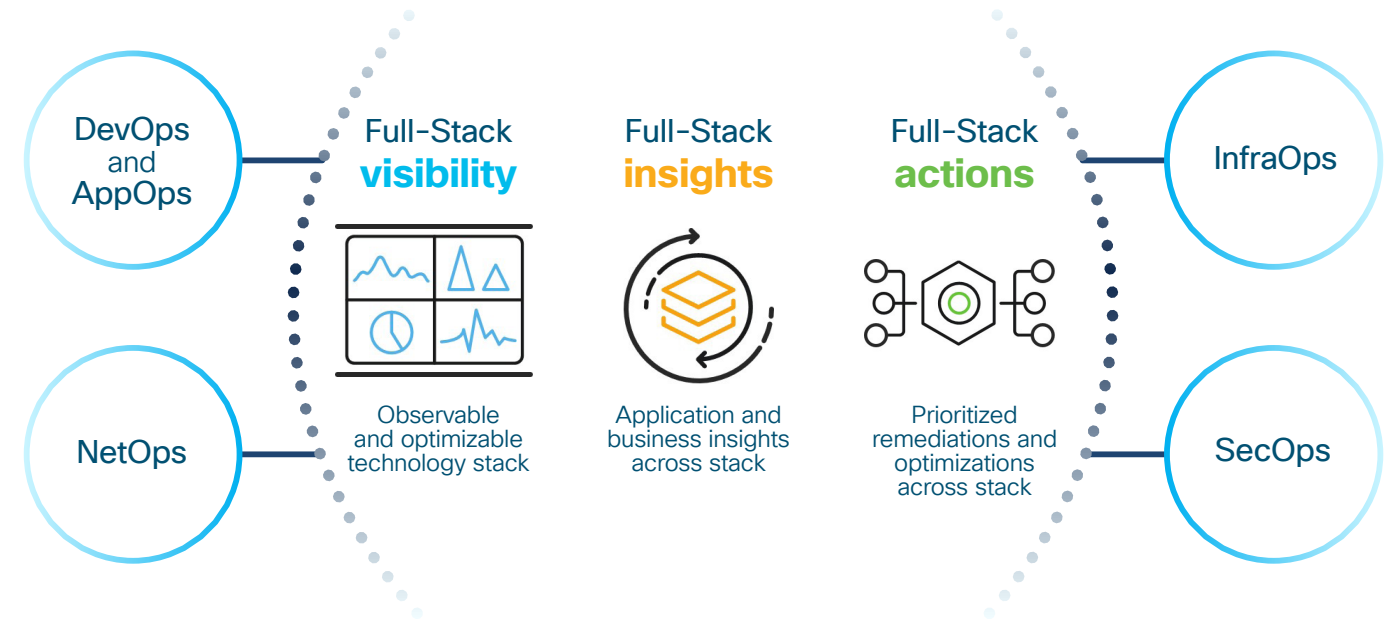 DevOps
and
AppOps
NetOps
Full-Stack
visibility
Observable
and optimizable
technology stack
Full-Stack
insights
Application and
business insights
across stack
Full-Stack
actions
Prioritized
remediations and
optimizations
across stack
InfraOps
SecOps